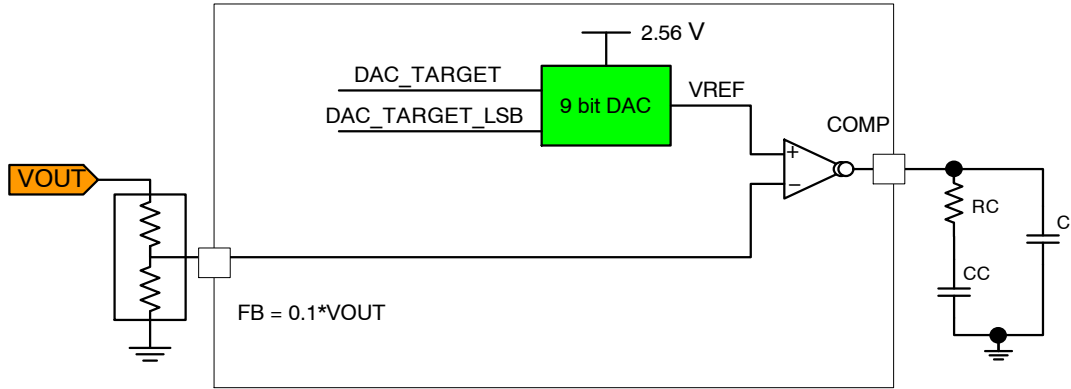 2.56 V
DAC_TARGET
9 bit DAC
VREF
DAC_TARGET_LSB
COMP
+
−
VOUT
RC
C
CC
FB = 0.1*VOUT